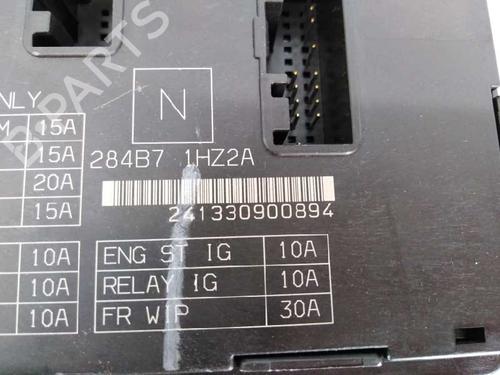 B-PARTS
NLY
N
M 15A
15A
20A
15A
284B7 1HZ2A
241330900894
10A ENG ST IG 10A
10A RELAY IG 10A
10A FR WIP 30A